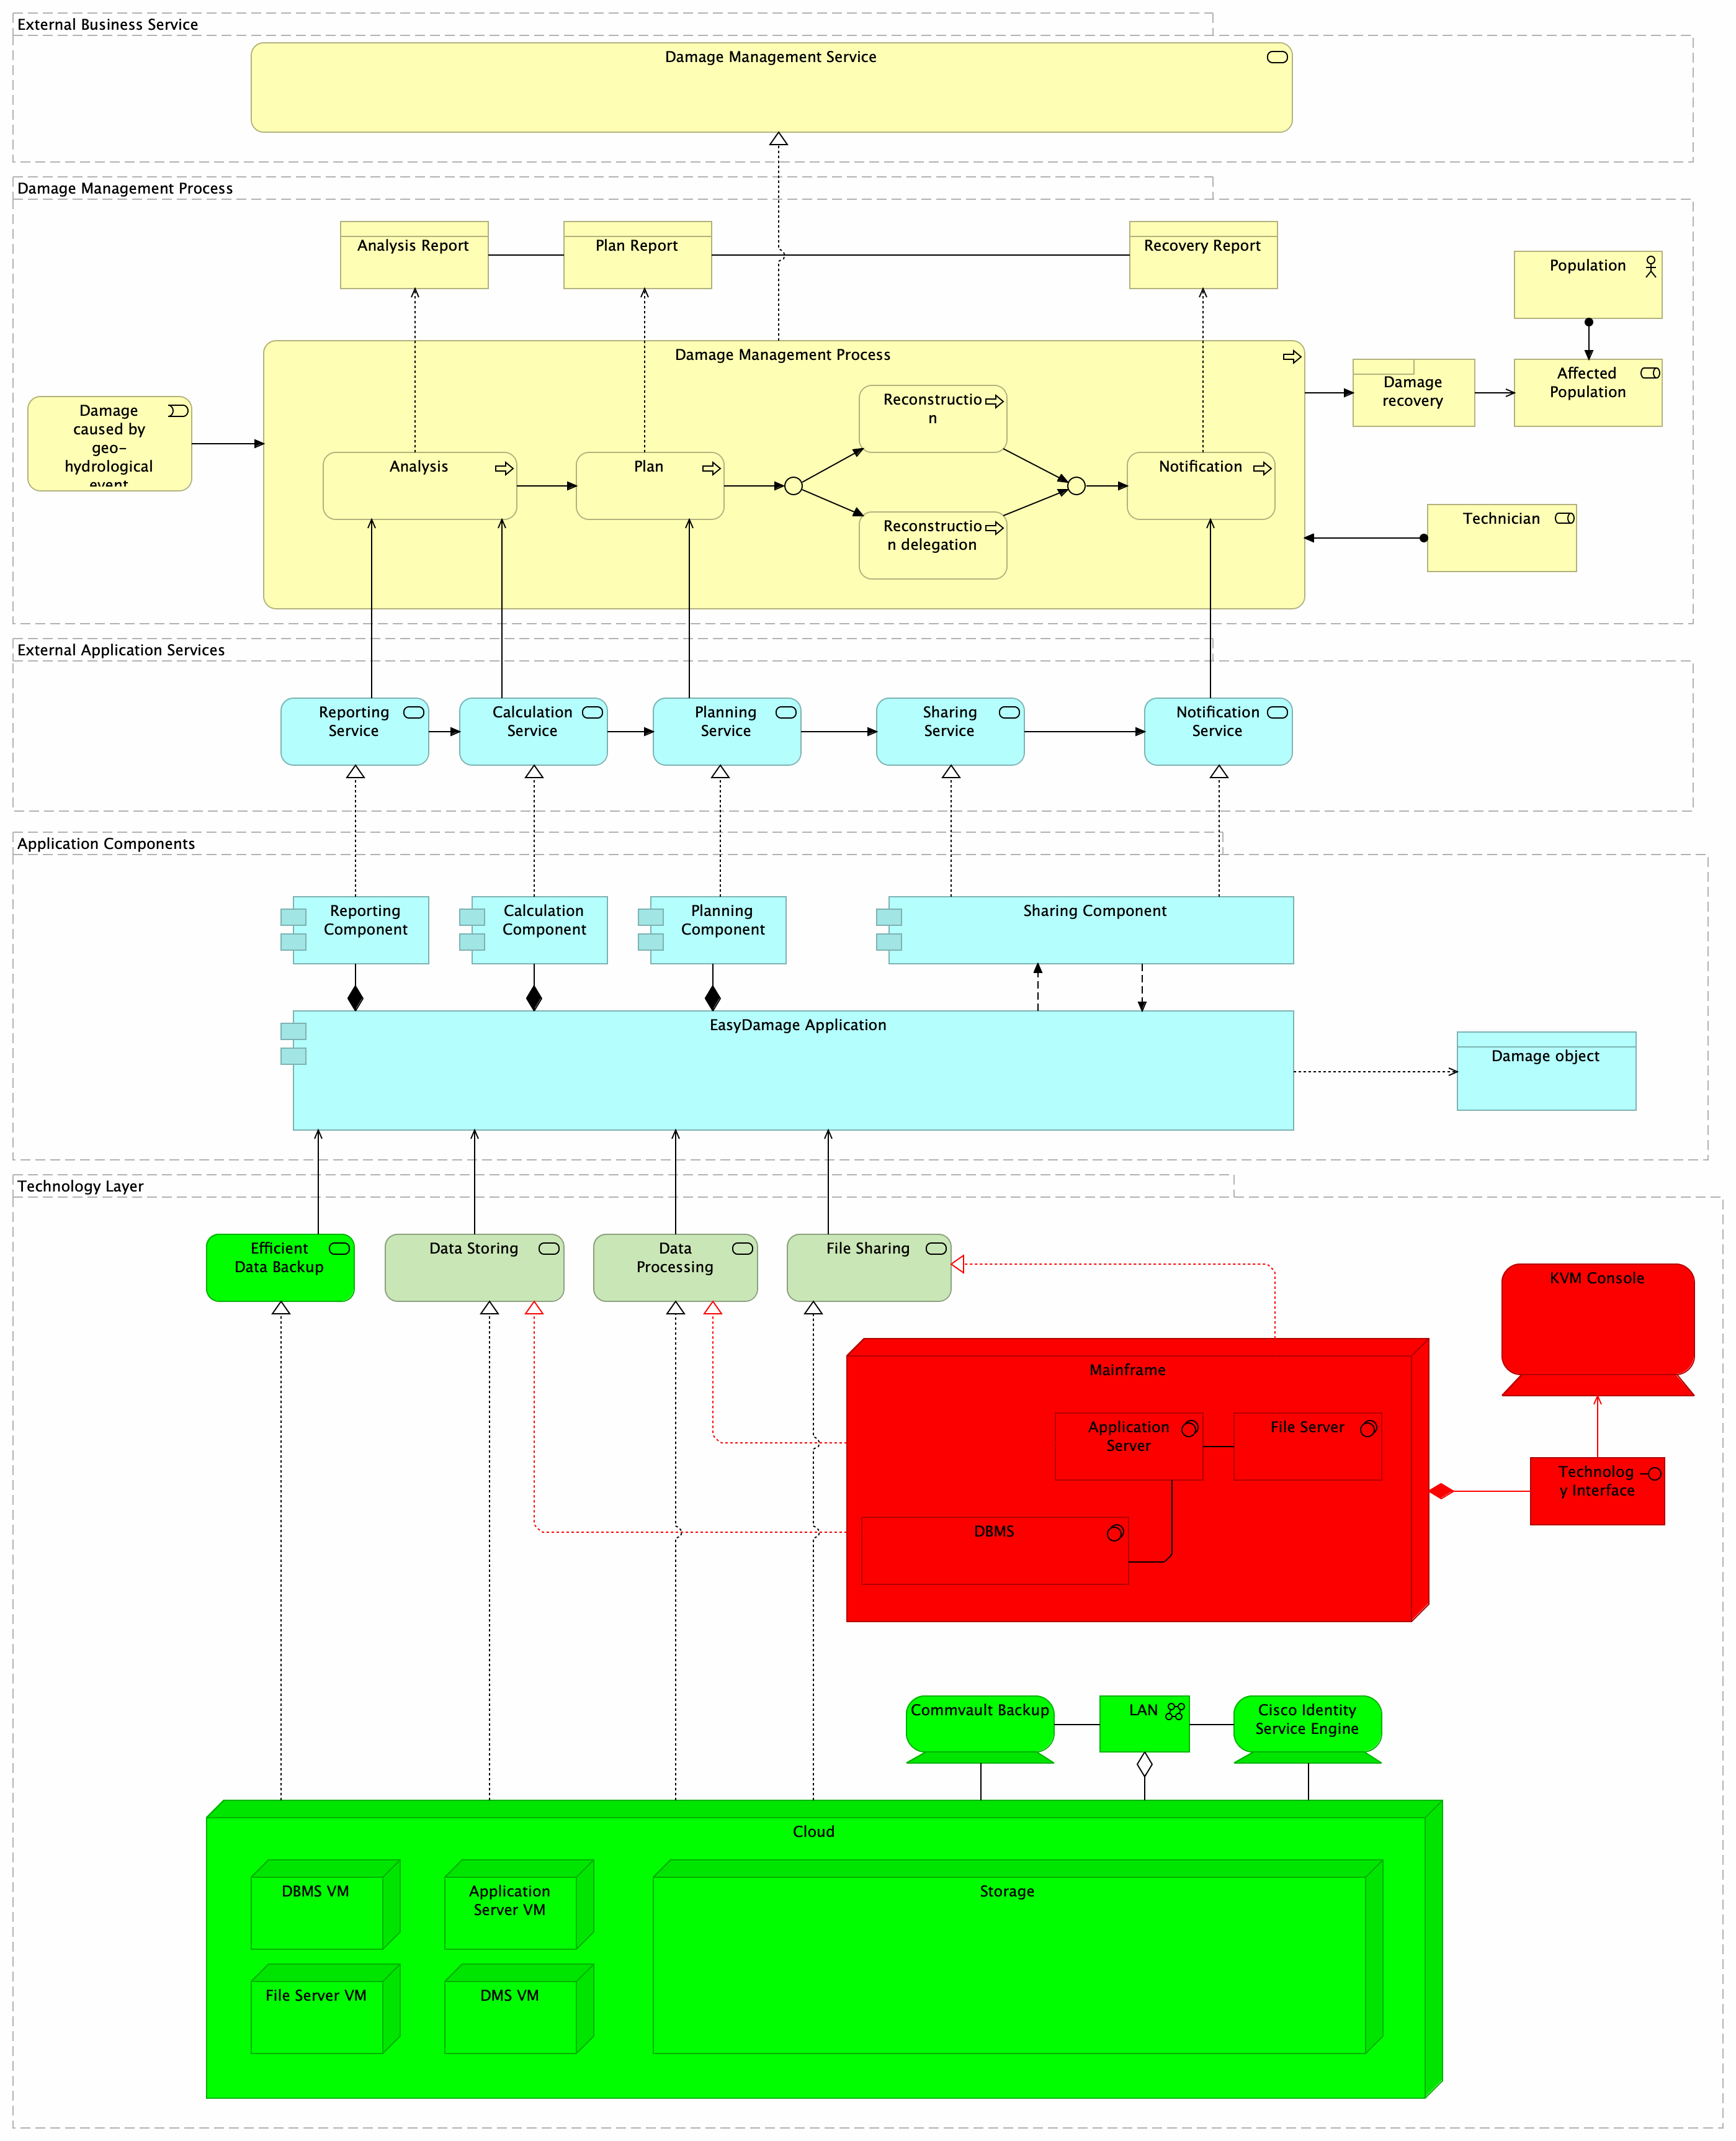 External Business Service
Damage Management Service
Damage Management Process
Analysis Report
Plan Report
Recovery Report
Population
Damage Management Process
Damage
recovery
Affected
Population
Damage
caused by
geo-
hydrological
event
Reconstructio
n
Analysis
Plan
Notification
Reconstructio
n delegation
Technician
External Application Services
Reporting
Service
Calculation
Service
Planning
Service
Sharing
Service
Notification
Service
Application Components
Reporting
Component
Calculation
Component
Planning
Component
Sharing Component
EasyDamage Application
Damage object
Technology Layer
Efficient
Data Backup
Data Storing
Data
Processing
File Sharing
KVM Console
Mainframe
Application
Server
File Server
Technolog
y Interface
DBMS
Commvault Backup
LAN
Cisco Identity
Service Engine
Cloud
DBMS VM
Application
Server VM
Storage
File Server VM
DMS VM